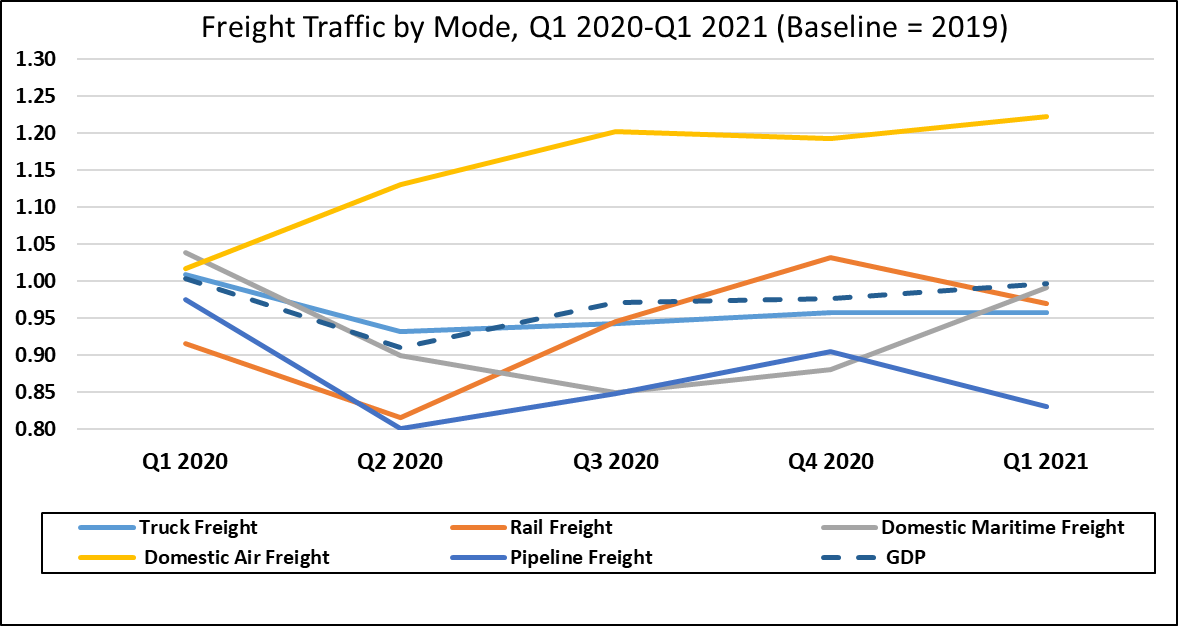 Freight Traffic by Mode, Q1 2020-Q1 2021 (Baseline = 2019)
1.30
1.25
1.20
1.15
1.10
1.05
1.00
0.95
0.90
0.85
0.80
Q1 2020 Q2 2020 Q3 2020 Q4 2020 Q1 2021
Truck Freight Rail Freight Domestic Maritime Freight
Domestic Air Freight Pipeline Freight GDP